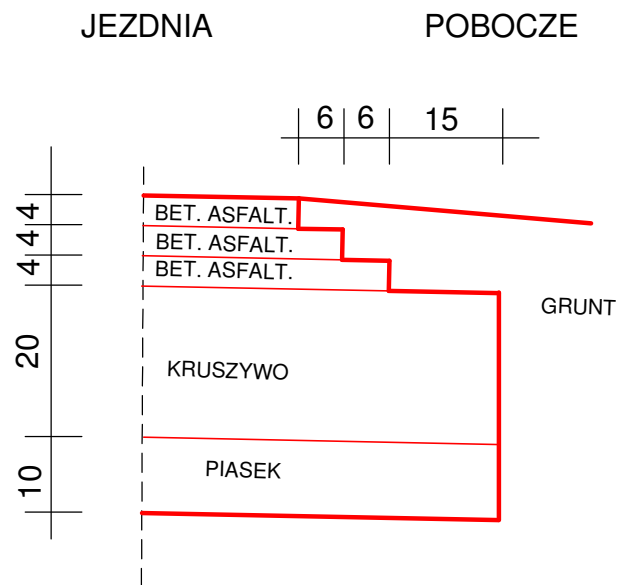 JEZDNIA POBOCZE
6 6 15
4 BET. ASFALT.
4 BET. ASFALT.
4 BET. ASFALT.
GRUNT
20 KRUSZYWO
10 PIASEK